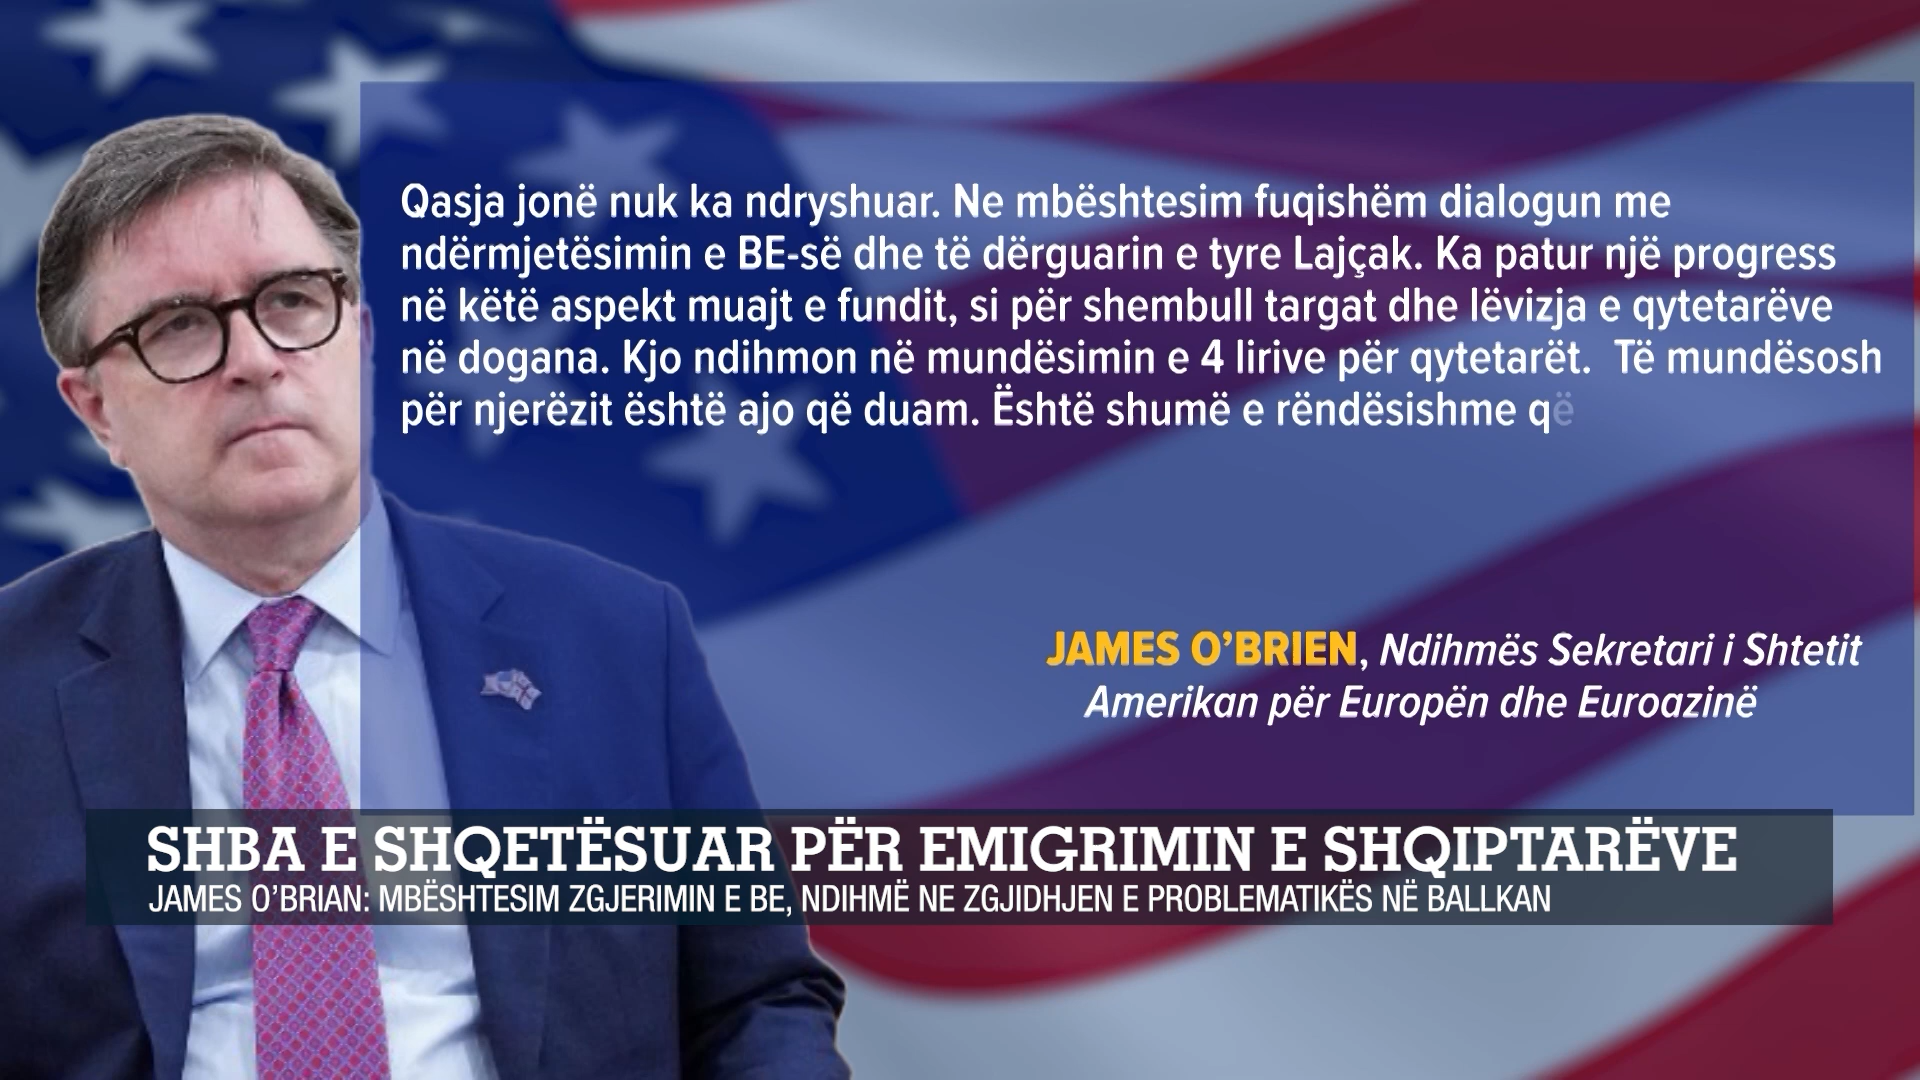 Qasja jonë nuk ka ndryshuar. Ne mbështesim fuqishëm dialogun me
ndërmjetësimin e BE-së dhe të dërguarin e tyre Lajçak. Ka patur një progress
në këtë aspekt muajt e fundit, si për shembull targat dhe lëvizja e qytetarëve
në dogana. Kjo ndihmon në mundësimin e 4 lirive për qytetarët. Të mundësosh
për njerëzit është ajo që duam. Është shumë e rëndësishme që
JAMES O'BRIEN, Ndihmës Sekretari i Shtetit
Amerikan për Europën dhe Euroazinë
SHBA E SHQETËSUAR PËR EMIGRIMIN E SHQIPTARËVE
JAMES O'BRIAN: MBËSHTESIM ZGJERIMIN E BE, NDIHMË NE ZGJIDHJEN E PROBLEMATIKËS NË BALLKAN